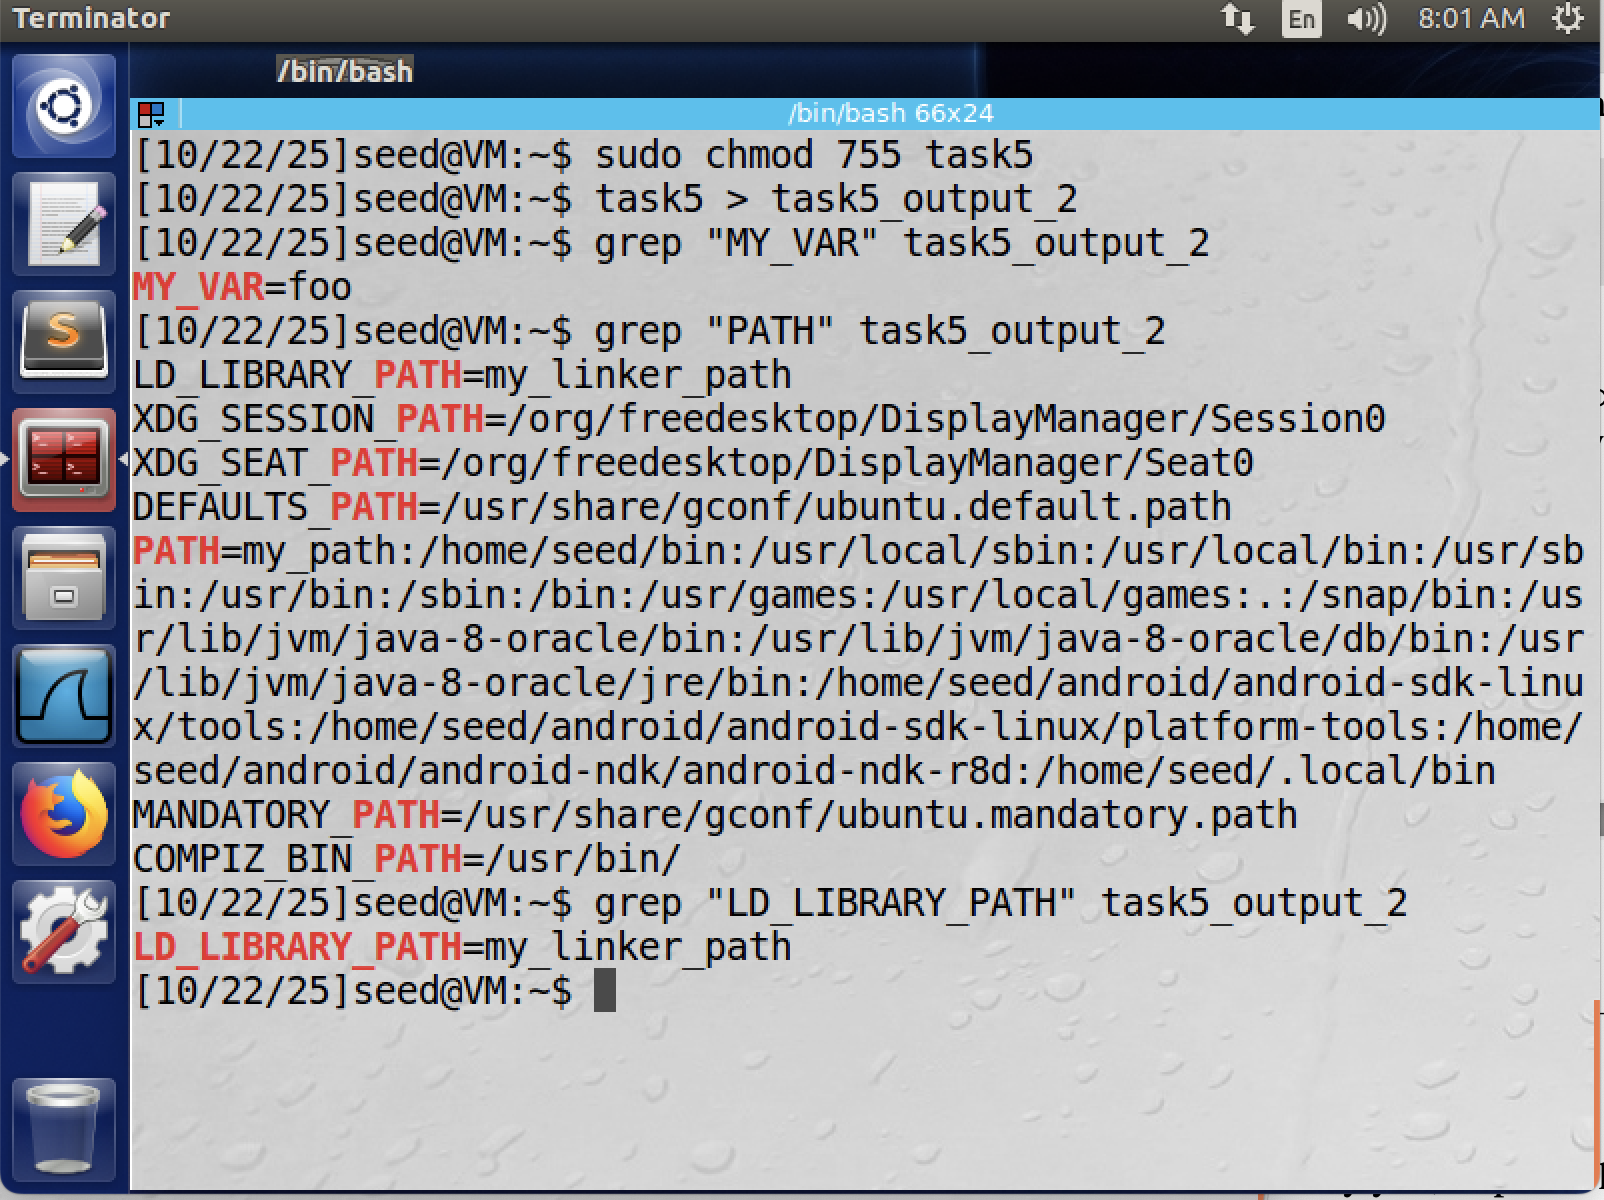 Terminator
En
8:01 AM
/bin/bash
/bin/bash 66x24
[10/22/25]seed@VM:~$ sudo chmod 755 task5
[10/22/25]seed@VM:~$ task5 > task5_output_2
[10/22/25]seed@VM:~$ grep "MY_VAR" task5_output_2
MY_VAR=foo
[10/22/25]seed@VM:~$ grep "PATH" task5_output_2
LD_LIBRARY_PATH=my_linker_path
XDG_SESSION_PATH=/org/freedesktop/DisplayManager/Session0
XDG_SEAT_PATH=/org/freedesktop/DisplayManager/Seat0
DEFAULTS_PATH=/usr/share/gconf/ubuntu.default.path
PATH=my_path:/home/seed/bin:/usr/local/sbin:/usr/local/bin:/usr/sb
in:/usr/bin:/sbin:/bin:/usr/games:/usr/local/games:.:/snap/bin:/us
r/lib/jvm/java-8-oracle/bin:/usr/lib/jvm/java-8-oracle/db/bin:/usr
/lib/jvm/java-8-oracle/jre/bin:/home/seed/android/android-sdk-linu
x/tools:/home/seed/android/android-sdk-linux/platform-tools:/home/
seed/android/android-ndk/android-ndk-r8d:/home/seed/.local/bin
MANDATORY_PATH=/usr/share/gconf/ubuntu.mandatory.path
COMPIZ_BIN_PATH=/usr/bin/
[10/22/25]seed@VM:~$ grep "LD_LIBRARY_PATH" task5_output_2
LD_LIBRARY_PATH=my_linker_path
[10/22/25]seed@VM:~$